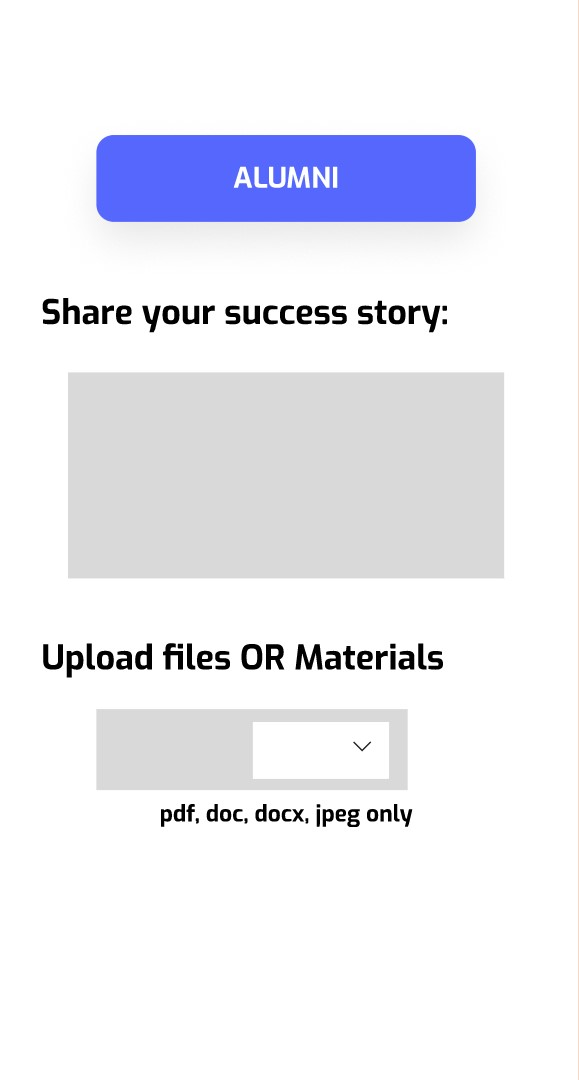 ALUMNI
Share your success story:
Upload files OR Materials
pdf, doc, docx, jpeg only